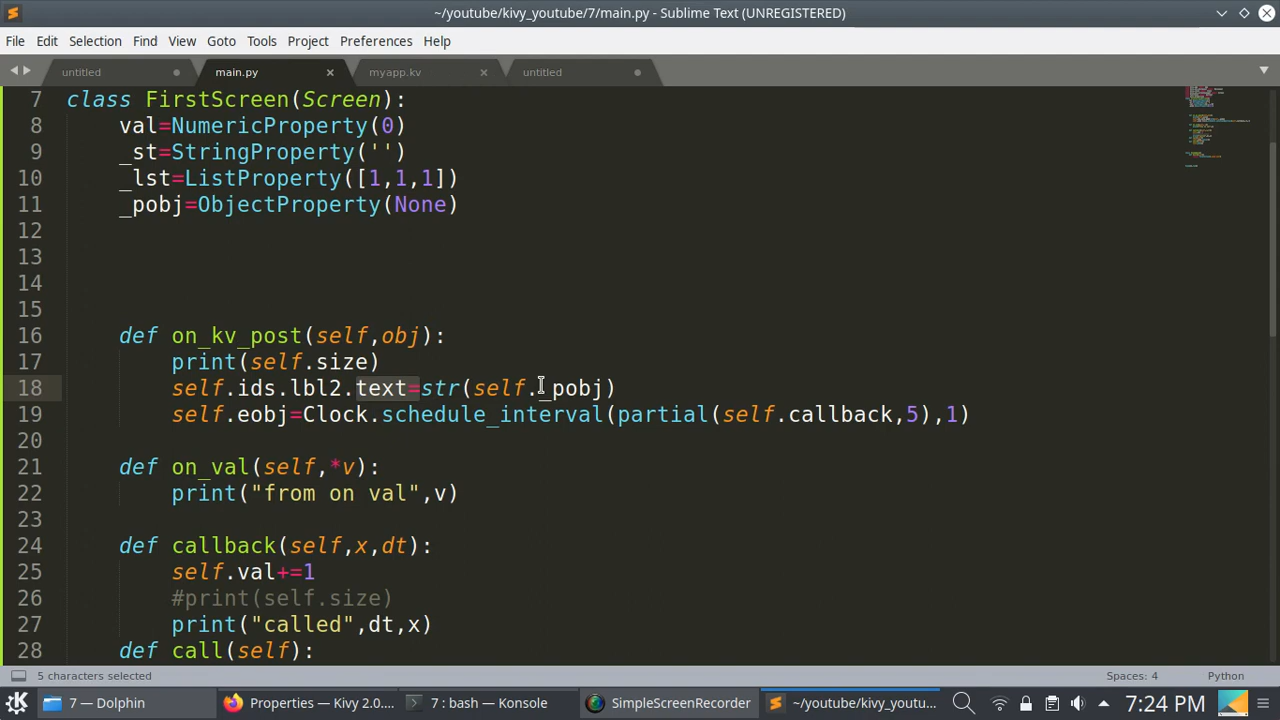 ~/youtube/kivy_youtube/7/main.py - Sublime Text (UNREGISTERED)
File Edit Selection Find View Goto Tools Project Preferences Help
untitled main.py myapp.kv untitled
7 class FirstScreen(Screen):
8 val=NumericProperty(0)
9 _st=StringProperty('')
10 _lst=ListProperty([1,1,1])
11 _pobj=ObjectProperty(None)
12
13
14
15
16 def on_kv_post(self,obj):
17 print(self.size)
18 self.ids.lbl2.text=str(self._pobj)
19 self.eobj=Clock.schedule_interval(partial(self.callback,5),1)
20
21 def on_val(self,*v):
22 print("from on val",v)
23
24 def callback(self,x,dt):
25 self.val+=1
26 #print(self.size)
27 print("called",dt,x)
28 def call(self):
5 characters selected Spaces: 4 Python
7 — Dolphin Properties — Kivy 2.0.... 7 : bash — Konsole SimpleScreenRecorder ~/youtube/kivy_youtu... 7:24 PM